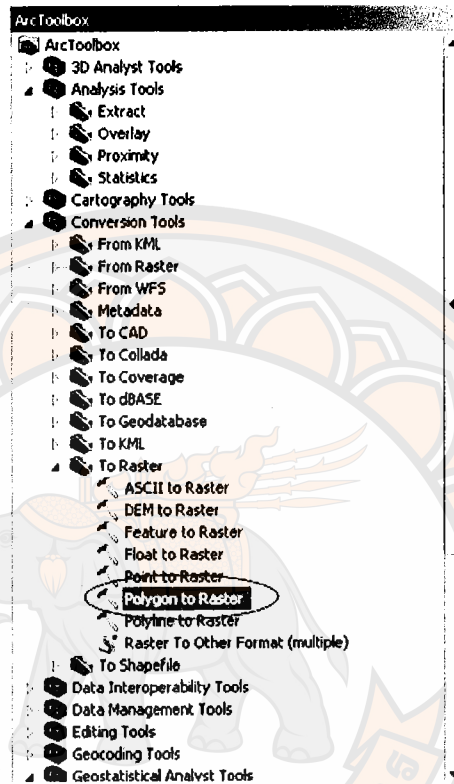 ArcToolbox
ArcToolbox
3D Analyst Tools
Analysis Tools
Extract
Overlay
Proximity
Statistics
Cartography Tools
Conversion Tools
From KML
From Raster
From WFS
Metadata
To CAD
To Collada
To Coverage
To dBASE
To Geodatabase
To KML
To Raster
ASCII to Raster
DEM to Raster
Feature to Raster
Float to Raster
Point to Raster
Polygon to Raster
Polyline to Raster
Raster To Other Format (multiple)
To Shapefile
Data Interoperability Tools
Data Management Tools
Editing Tools
Geocoding Tools
Geostatistical Analyst Tools